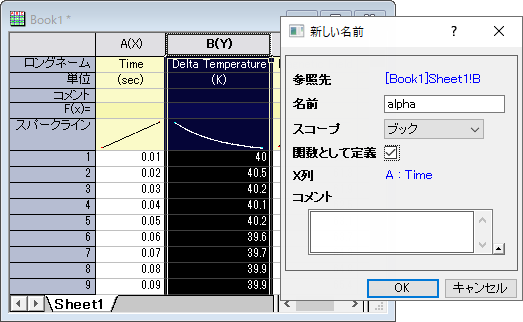 Book1 *
A(X) B(Y)
ロングネーム Time Delta Temperature
単位 (sec) (K)
コメント
F(x)=
スパークライン
1 0.01 40
2 0.02 40.5
3 0.03 40.2
4 0.04 40.1
5 0.05 40.2
6 0.06 39.6
7 0.07 39.7
8 0.08 39.9
9 0.09 39.9
Sheet1
新しい名前
参照先 [Book1]Sheet1!B
名前 alpha
スコープ ブック
関数として定義
X列 A : Time
コメント
OK キャンセル